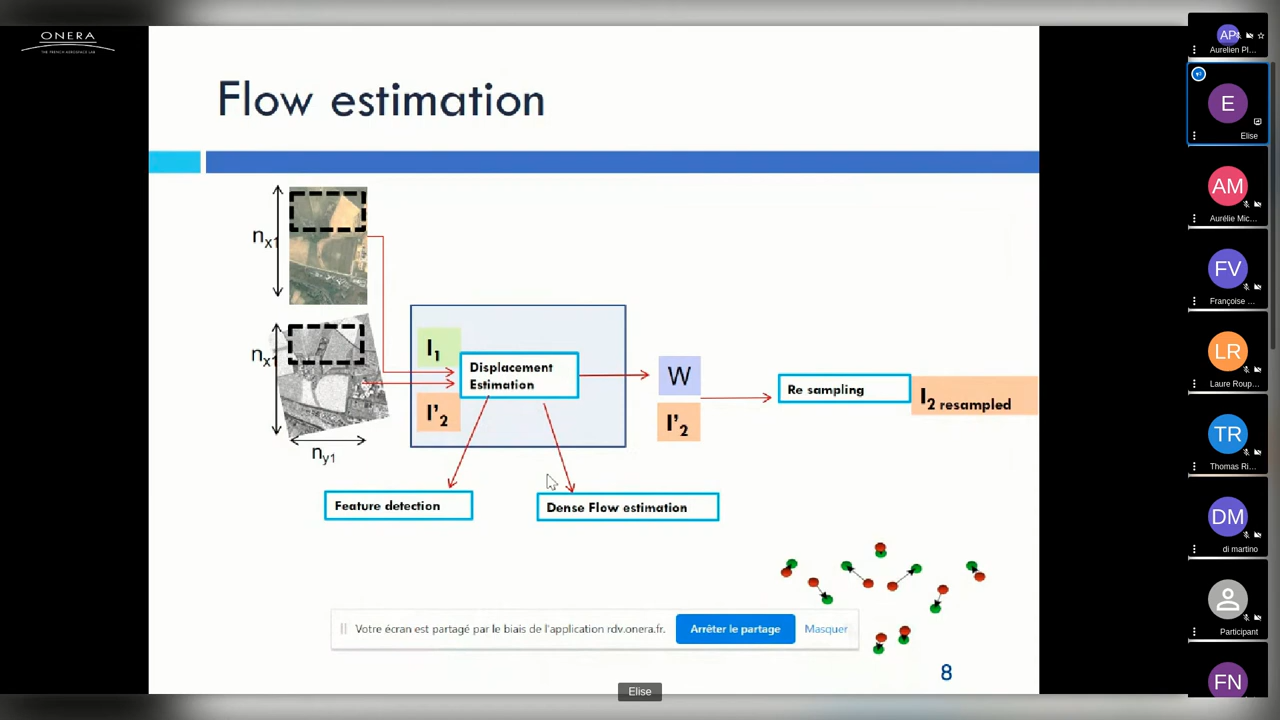 ONERA
THE FRENCH AEROSPACE LAB
Flow estimation
nx1
nx1
ny1
I1
I'2
Displacement
Estimation
W
I'2
Re sampling
I2 resampled
Feature detection
Dense Flow estimation
Votre écran est partagé par le biais de l'application rdv.onera.fr.
Arrêter le partage
Masquer
8
Elise
AP
Aurelien Pl...
E
Elise
AM
Aurélie Mic...
FV
Françoise ...
LR
Laure Roup...
TR
Thomas Ri...
DM
di martino
Participant
FN